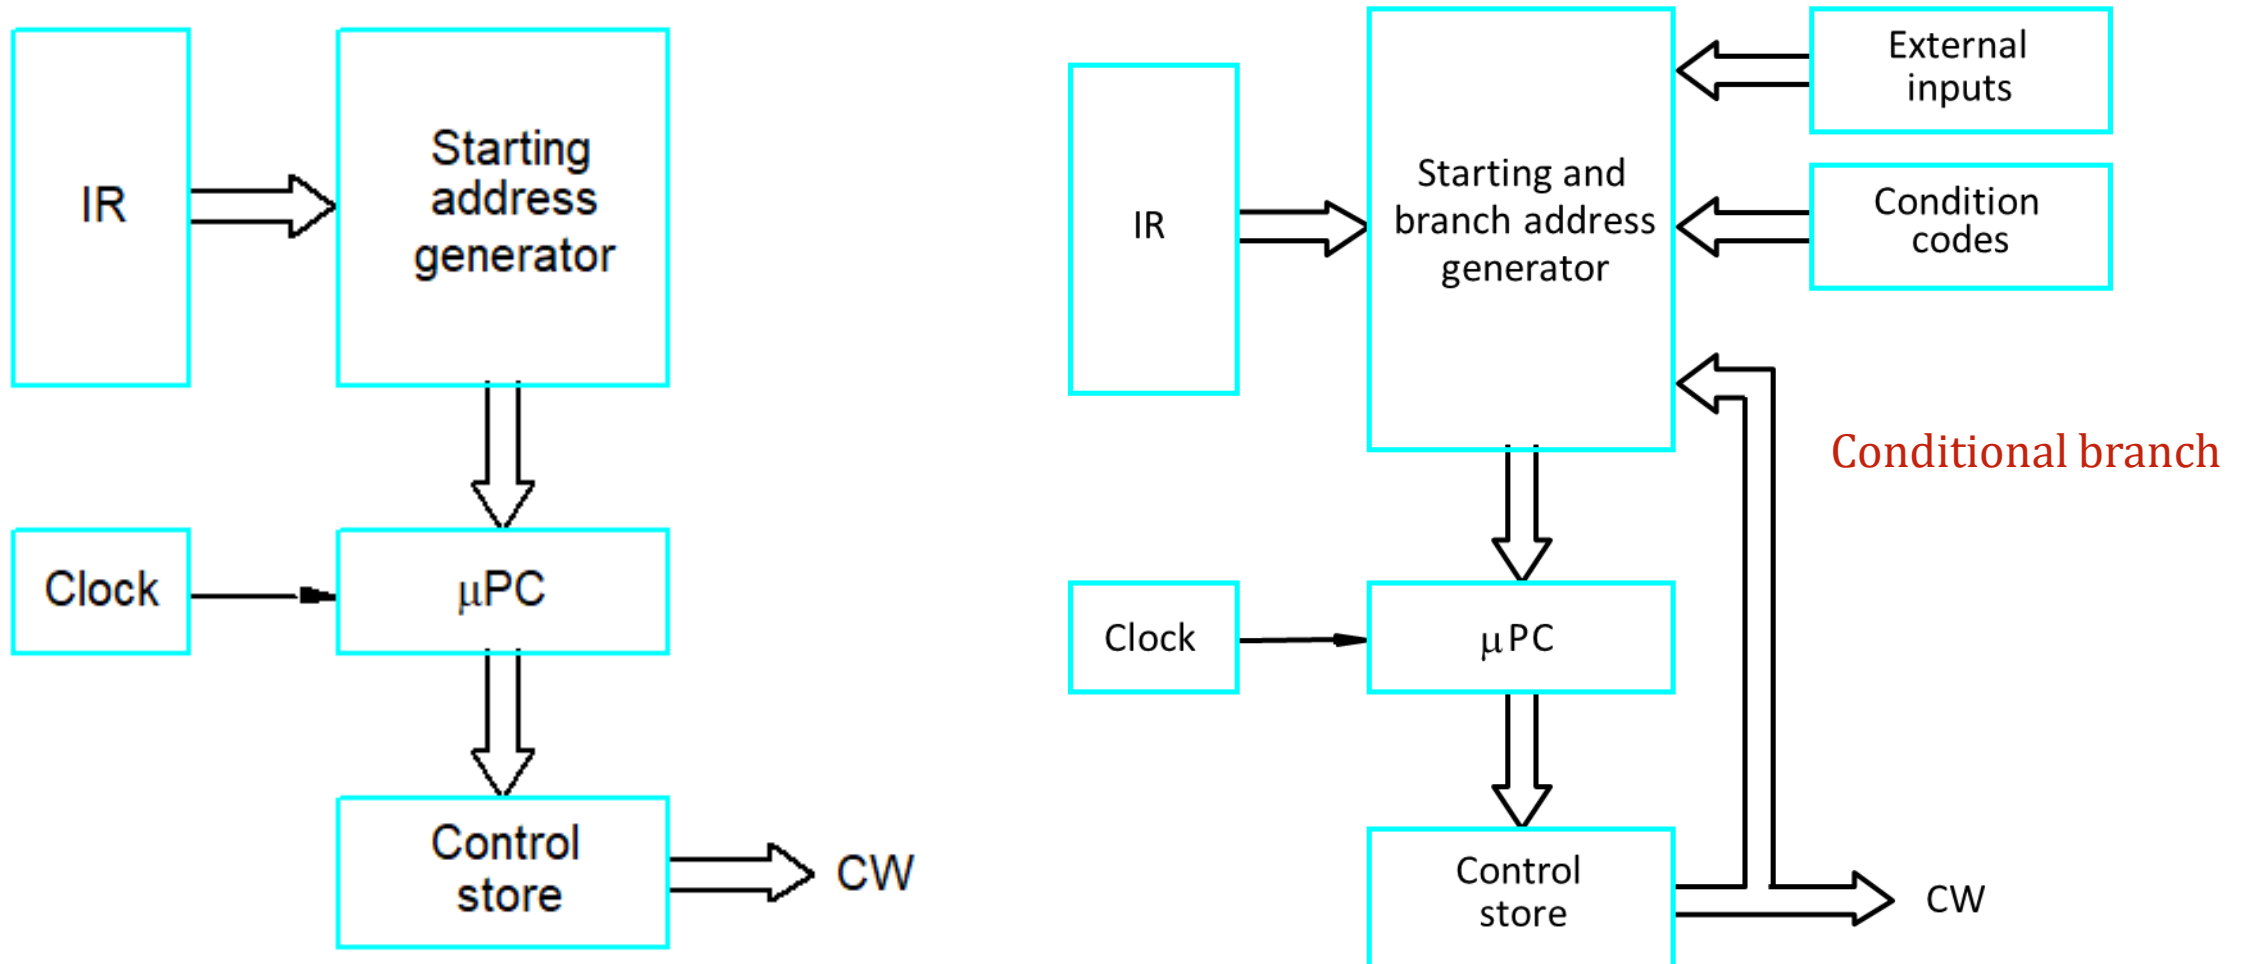 IR
Starting
address
generator
Clock
μPC
Control
store
CW
External
inputs
IR
Starting and
branch address
generator
Condition
codes
Conditional branch
Clock
μPC
Control
store
CW